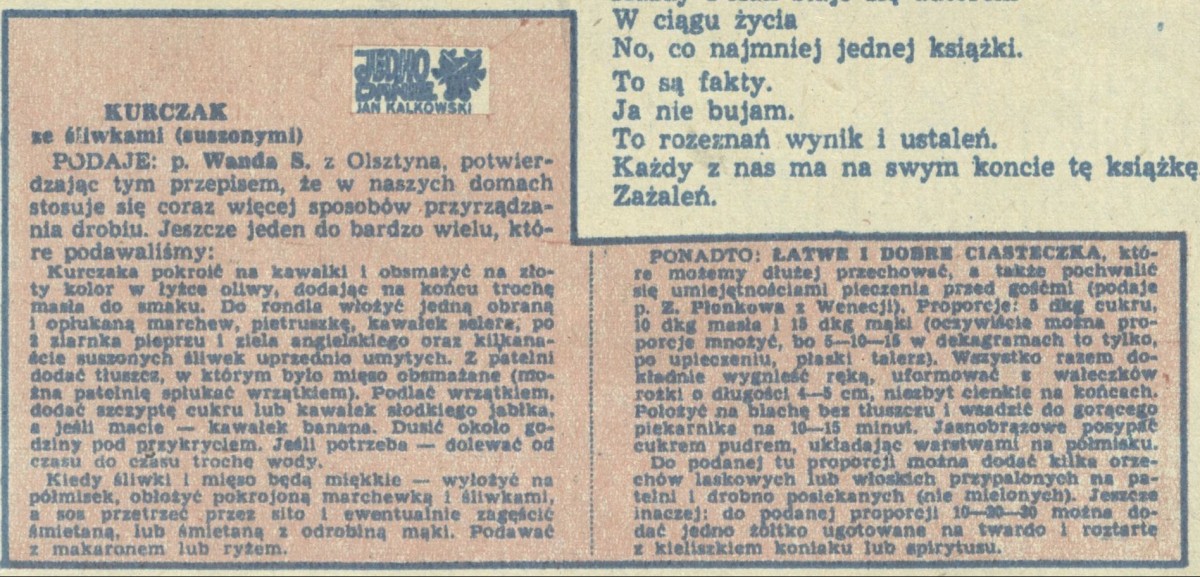 W ciągu życia
No, co najmniej jednej książki.
To są fakty.
Ja nie bujam.
To rozeznań wynik i ustaleń.
Każdy z nas ma na swym koncie tę książkę
Zażaleń.
JAN KALKOWSKI
KURCZAK
ze śliwkami (suszonymi)
PODAJE: p. Wanda S. z Olsztyna, potwier-
dzając tym przepisem, że w naszych domach
stosuje się coraz więcej sposobów przyrządza-
nia drobiu. Jeszcze jeden do bardzo wielu, któ-
re podawaliśmy:
Kurczaka pokroić na kawałki i obsmażyć na zło-
ty kolor w łyżce oliwy, dodając na końcu trochę
masła do smaku. Do rondla włożyć jedną obraną
i opłukaną marchew, pietruszkę, kawałek selera, po
2 ziarnka pieprzu i ziela angielskiego oraz kilkana-
ście suszonych śliwek uprzednio umytych. Z patelni
dodać tłuszcz, w którym było mięso obsmażane (mo-
żna patelnię spłukać wrzątkiem). Podlać wrzątkiem,
dodać szczyptę cukru lub kawałek słodkiego jabłka,
a jeśli macie — kawałek banana. Dusić około go-
dziny pod przykryciem. Jeśli potrzeba — dolewać od
czasu do czasu trochę wody.
Kiedy śliwki i mięso będą miękkie — wyłożyć na
półmisek, obłożyć pokrojoną marchewką i śliwkami,
a sos przetrzeć przez sito i ewentualnie zagęścić
śmietaną, lub śmietaną z odrobiną mąki. Podawać
z makaronem lub ryżem.
PONADTO: ŁATWE I DOBRE CIASTECZKA, któ-
re możemy dłużej przechować, a także pochwalić
się umiejętnościami pieczenia przed gośćmi (podaje
p. Z. Płonkowa z Wenecji). Proporcje: 5 dkg cukru,
10 dkg masła i 15 dkg mąki (oczywiście można pro-
porcje mnożyć, bo 5—10—15 w dekagramach to tylko,
po upieczeniu, płaski talerz). Wszystko razem do-
kładnie wygnieść ręką, uformować z wałeczków
rożki o długości 4—5 cm, niezbyt cienkie na końcach.
Położyć na blachę bez tłuszczu i wsadzić do gorącego
piekarnika na 10—15 minut. Jasnobrązowe posypać
cukrem pudrem, układając warstwami na półmisku.
Do podanej tu proporcji można dodać kilka orze-
chów laskowych lub włoskich przypalonych na pa-
telni i drobno posiekanych (nie mielonych). Jeszcze
inaczej: do podanej proporcji 10—20—30 można do-
dać jedno żółtko ugotowane na twardo i roztarte
z kieliszkiem koniaku lub spirytusu.